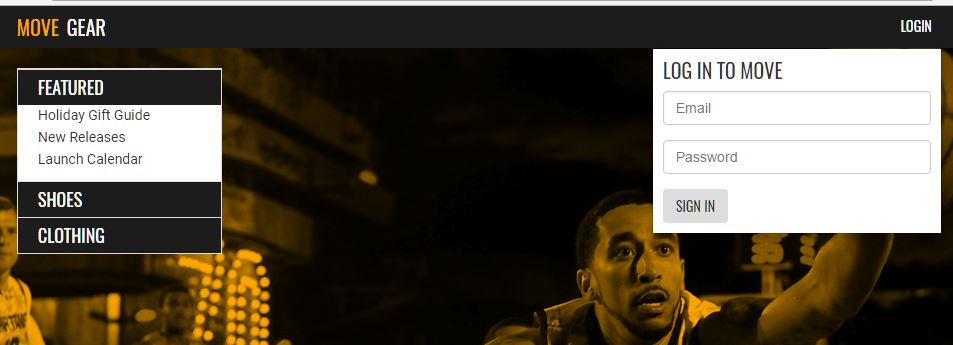 MOVE GEAR
LOGIN
FEATURED
Holiday Gift Guide
New Releases
Launch Calendar
SHOES
CLOTHING
LOG IN TO MOVE
Email
Password
SIGN IN